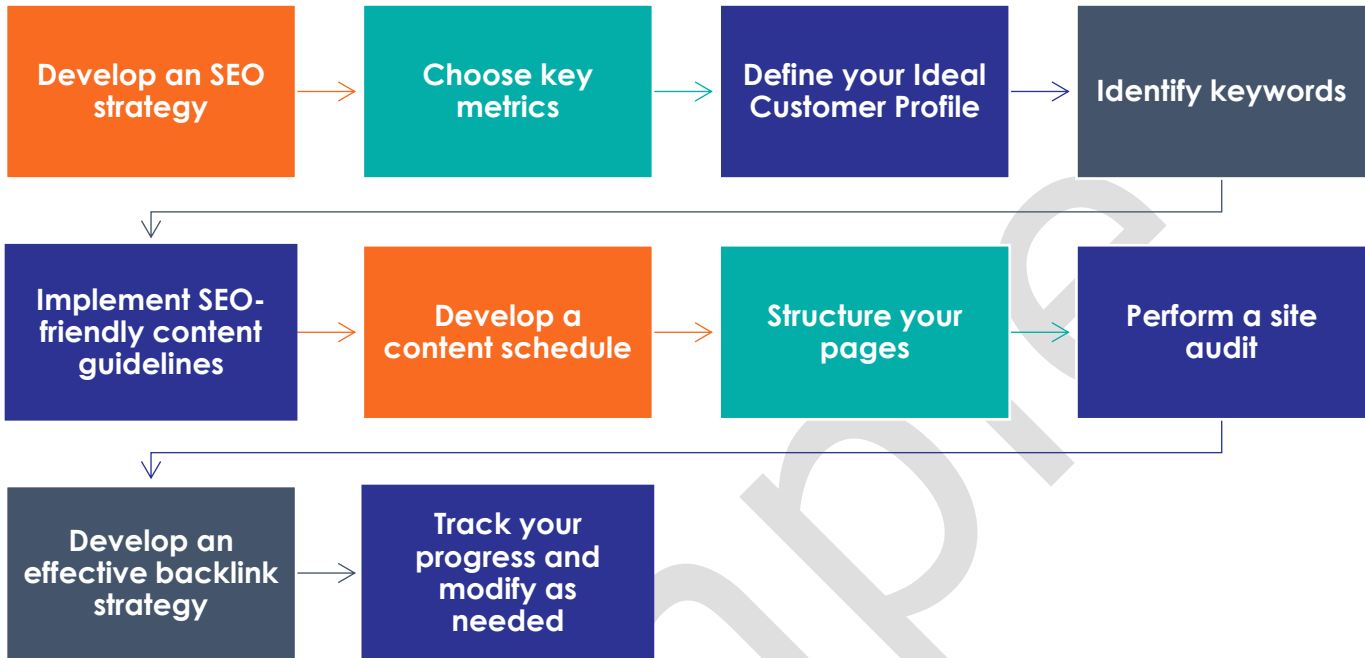 Develop an SEO
strategy
Choose key
metrics
Define your Ideal
Customer Profile
Identify keywords
Implement SEO-
friendly content
guidelines
Develop a
content schedule
Structure your
pages
Perform a site
audit
Develop an
effective backlink
strategy
Track your
progress and
modify as
needed